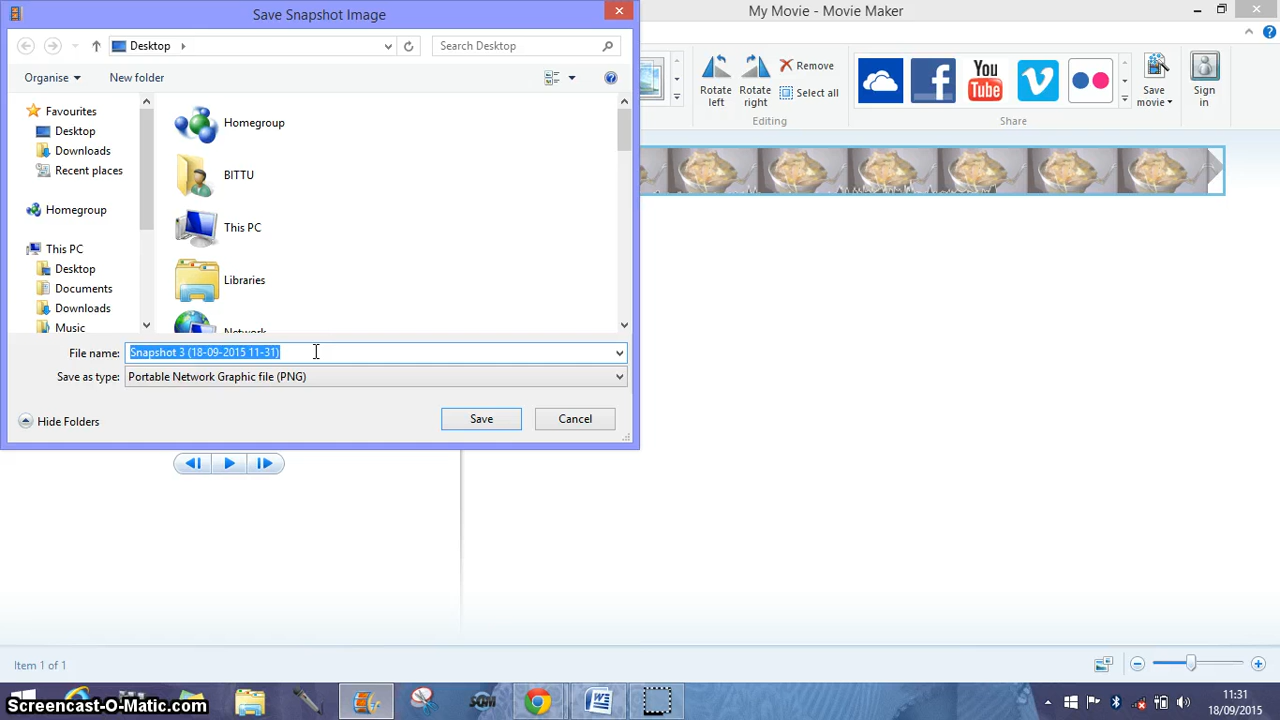 Save Snapshot Image
My Movie - Movie Maker
Desktop
Search Desktop
Organise
New folder
Rotate left
Rotate right
Remove
Select all
Editing
You Tube
Share
Save movie
Sign in
Favourites
Desktop
Downloads
Recent places
Homegroup
This PC
Desktop
Documents
Downloads
Music
Homegroup
BITTU
This PC
Libraries
Network
File name: Snapshot 3 (18-09-2015 11-31)
Save as type: Portable Network Graphic file (PNG)
Hide Folders
Save
Cancel
Item 1 of 1
Screencast-O-Matic.com
11:31
18/09/2015